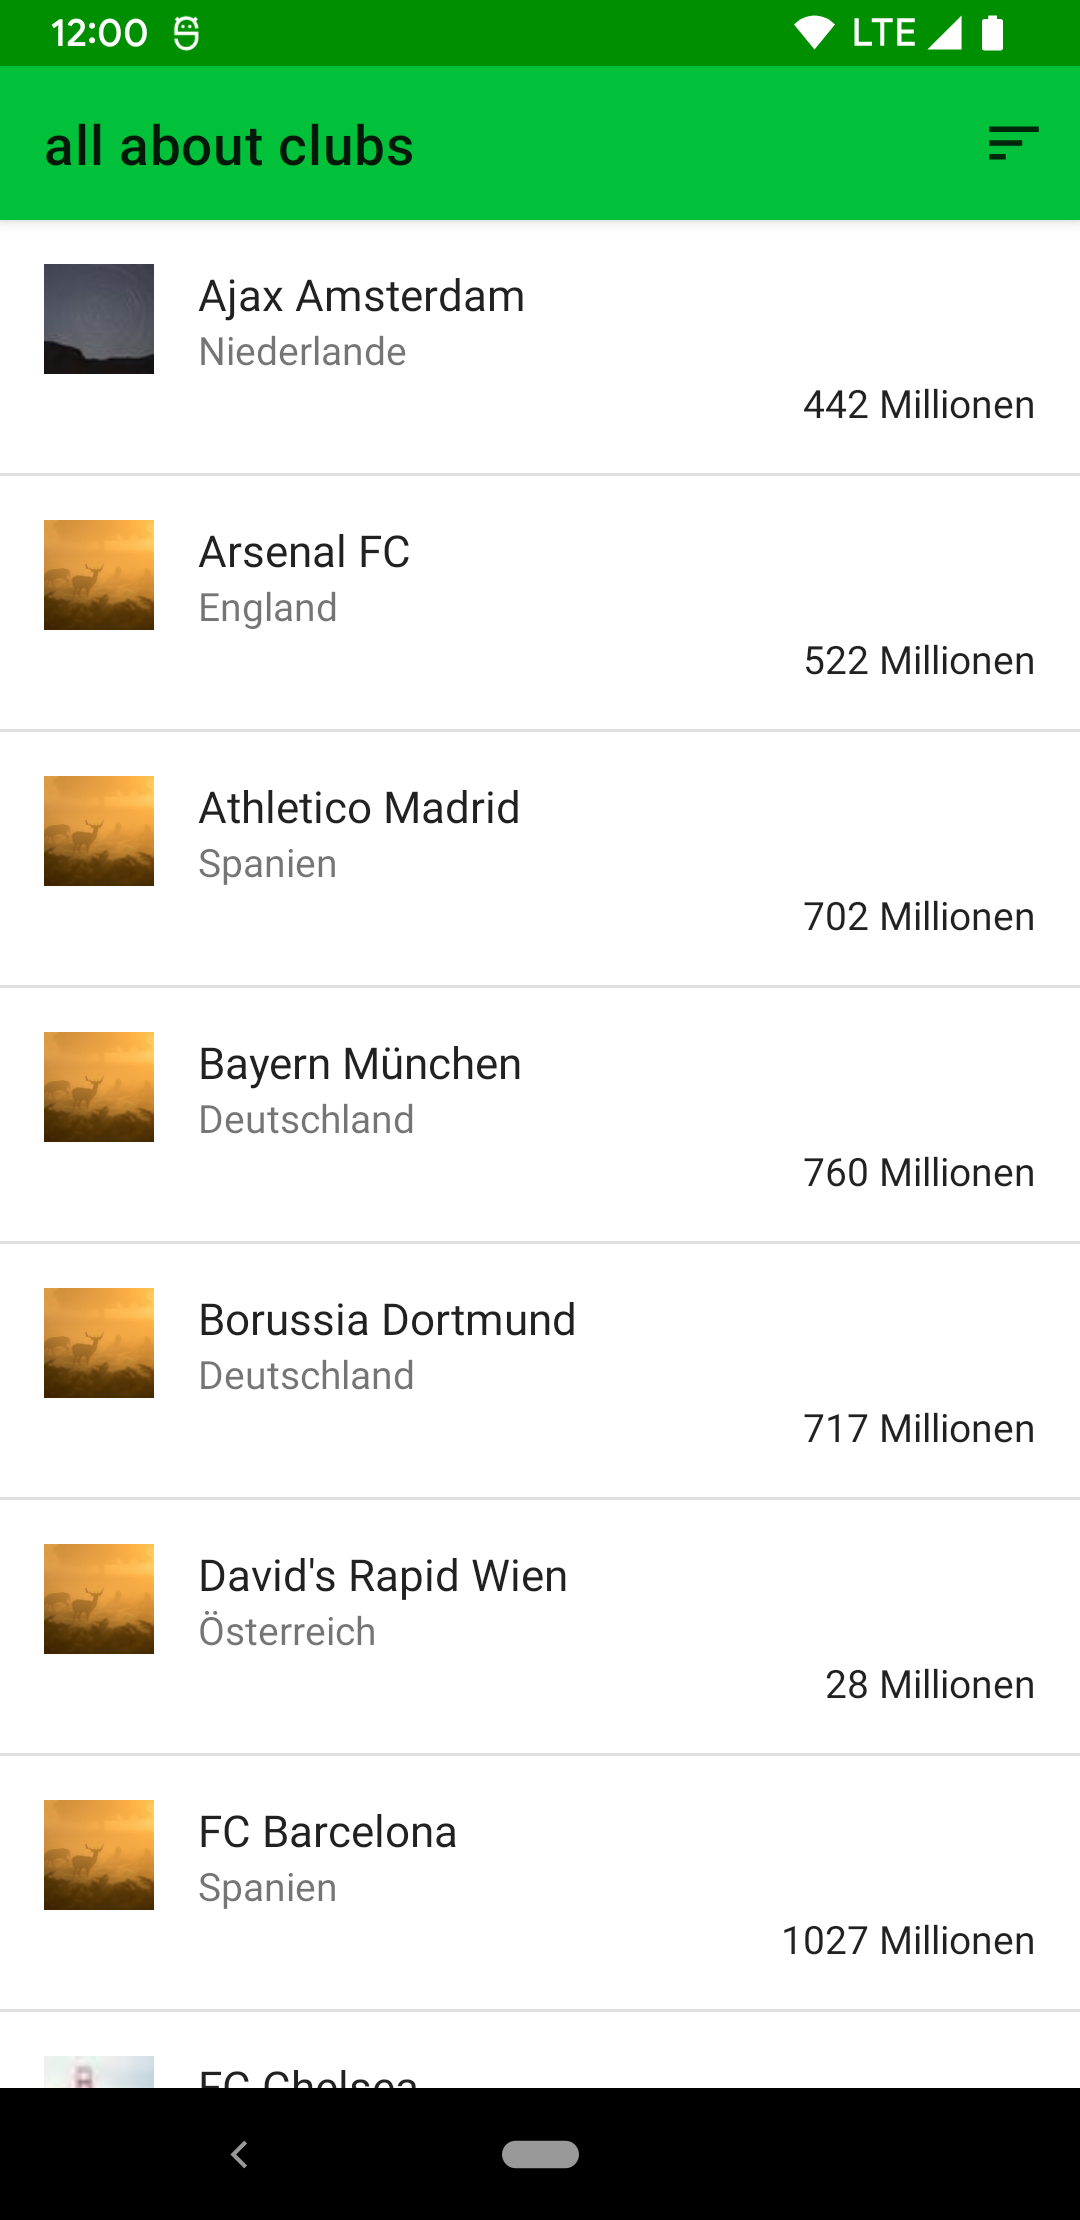 12:00 LTE
all about clubs
Ajax Amsterdam
Niederlande
442 Millionen
Arsenal FC
England
522 Millionen
Athletico Madrid
Spanien
702 Millionen
Bayern München
Deutschland
760 Millionen
Borussia Dortmund
Deutschland
717 Millionen
David's Rapid Wien
Österreich
28 Millionen
FC Barcelona
Spanien
1027 Millionen
FC Chelsea